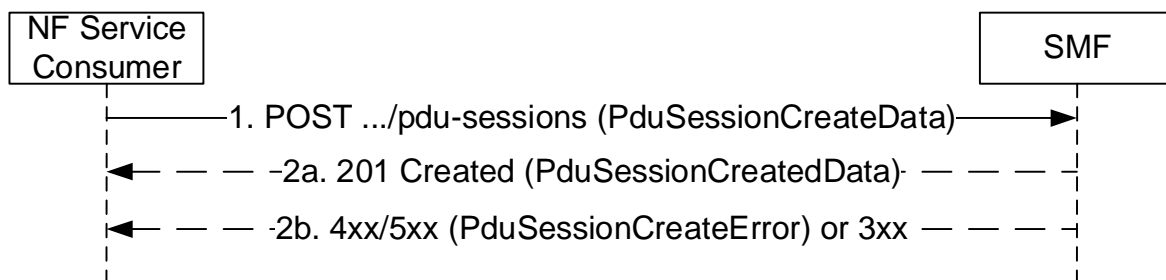 NF Service
Consumer
SMF
1. POST .../pdu-sessions (PduSessionCreateData)
2a. 201 Created (PduSessionCreatedData)
2b. 4xx/5xx (PduSessionCreateError) or 3xx